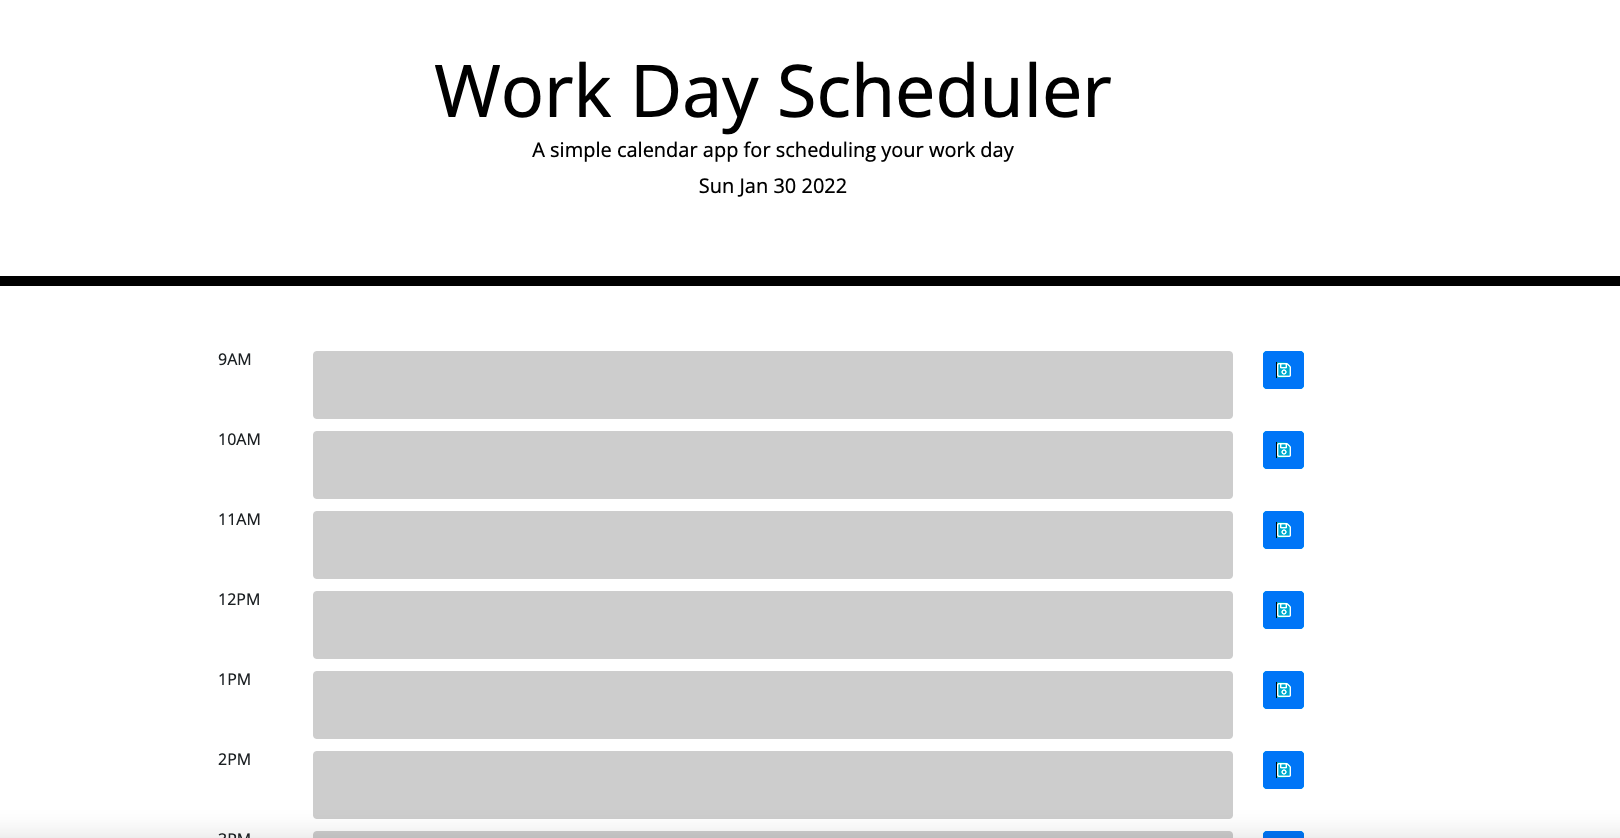 Work Day Scheduler
A simple calendar app for scheduling your work day
Sun Jan 30 2022
9AM
10AM
11AM
12PM
1PM
2PM
3PM